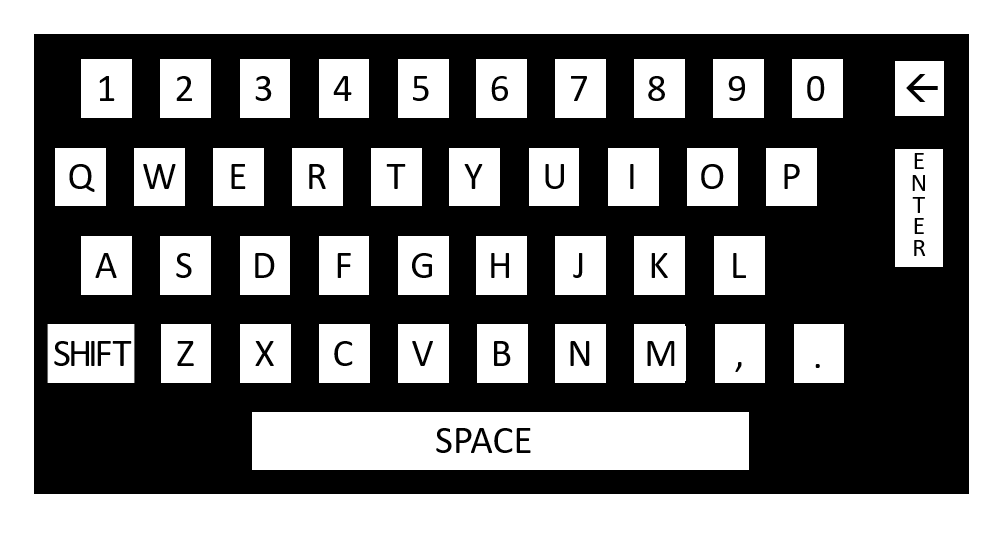 1 2 3 4 5 6 7 8 9 0 ←
Q W E R T Y U I O P ENTER
A S D F G H J K L
SHIFT Z X C V B N M , .
SPACE